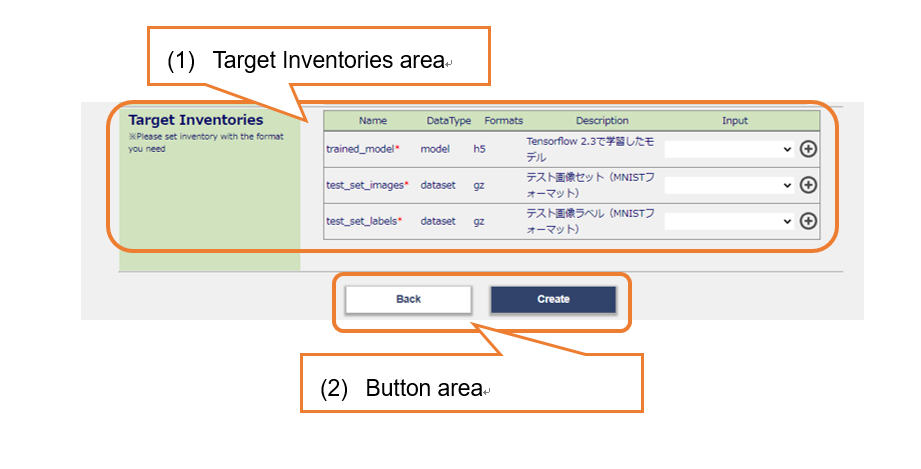 (1) Target Inventories area
Target Inventories
※Please set inventory with the format
you need
Name DataType Formats Description Input
trained_model* model h5 Tensorflow 2.3で学習したモ
デル
test_set_images* dataset gz テスト画像セット（MNISTフ
ォーマット）
test_set_labels* dataset gz テスト画像ラベル（MNISTフ
ォーマット）
Back Create
(2) Button area